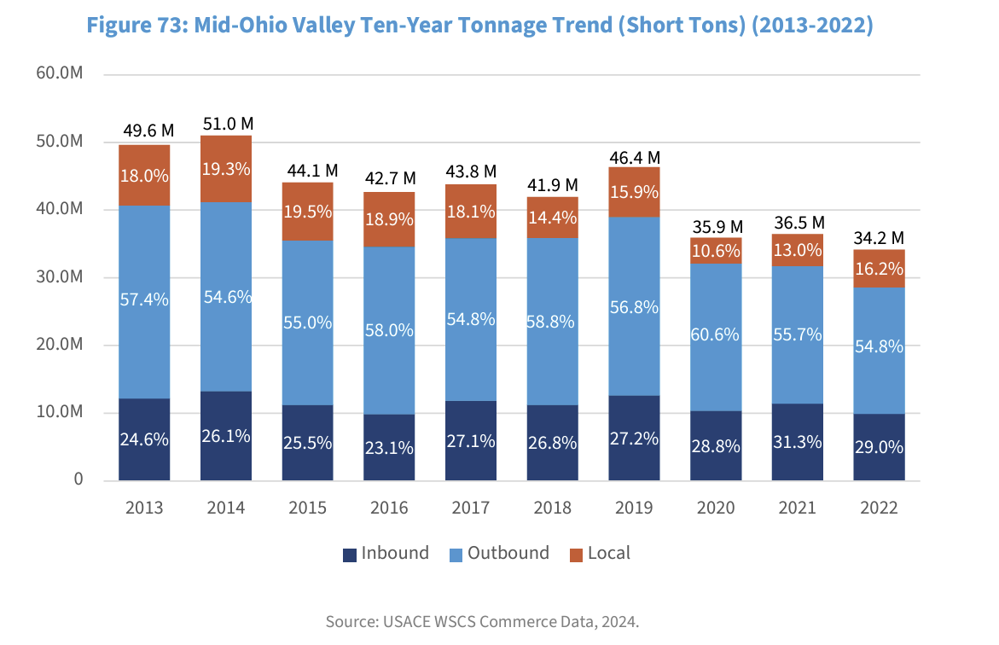 Figure 73: Mid-Ohio Valley Ten-Year Tonnage Trend (Short Tons) (2013-2022)
60.0M
50.0M
40.0M
30.0M
20.0M
10.0M
0
49.6 M
18.0%
57.4%
24.6%
51.0 M
19.3%
54.6%
26.1%
44.1 M
19.5%
55.0%
25.5%
42.7 M
18.9%
58.0%
23.1%
43.8 M
18.1%
54.8%
27.1%
41.9 M
14.4%
58.8%
26.8%
46.4 M
15.9%
56.8%
27.2%
35.9 M
10.6%
60.6%
28.8%
36.5 M
13.0%
55.7%
31.3%
34.2 M
16.2%
54.8%
29.0%
2013 2014 2015 2016 2017 2018 2019 2020 2021 2022
Inbound Outbound Local
Source: USACE WSCS Commerce Data, 2024.